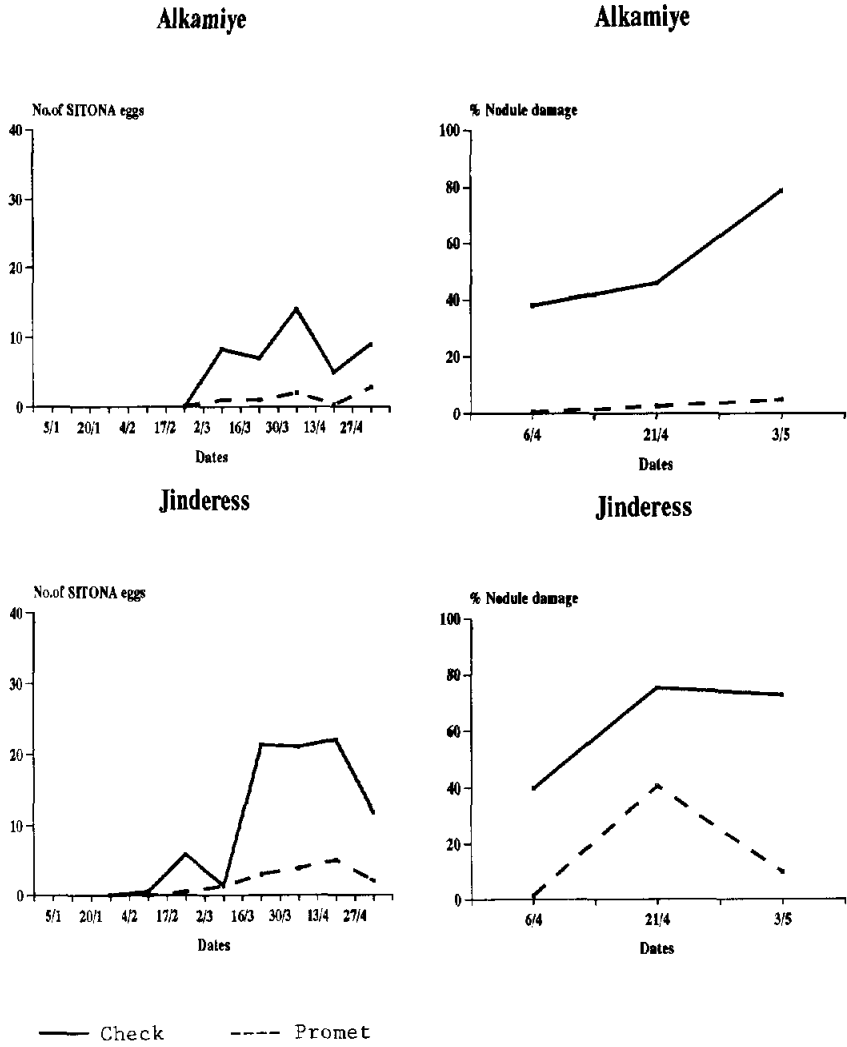 Alkamiye
No.of SITONA eggs
40
30
20
10
0
5/1 20/1 4/2 17/2 2/3 16/3 30/3 13/4 27/4
Dates
Alkamiye
% Nodule damage
100
80
60
40
20
0
6/4 21/4 3/5
Dates
Jinderess
No.of SITONA eggs
40
30
20
10
0
5/1 20/1 4/2 17/2 2/3 16/3 30/3 13/4 27/4
Dates
Jinderess
% Nodule damage
100
80
60
40
20
0
6/4 21/4 3/5
Dates
Check Promet